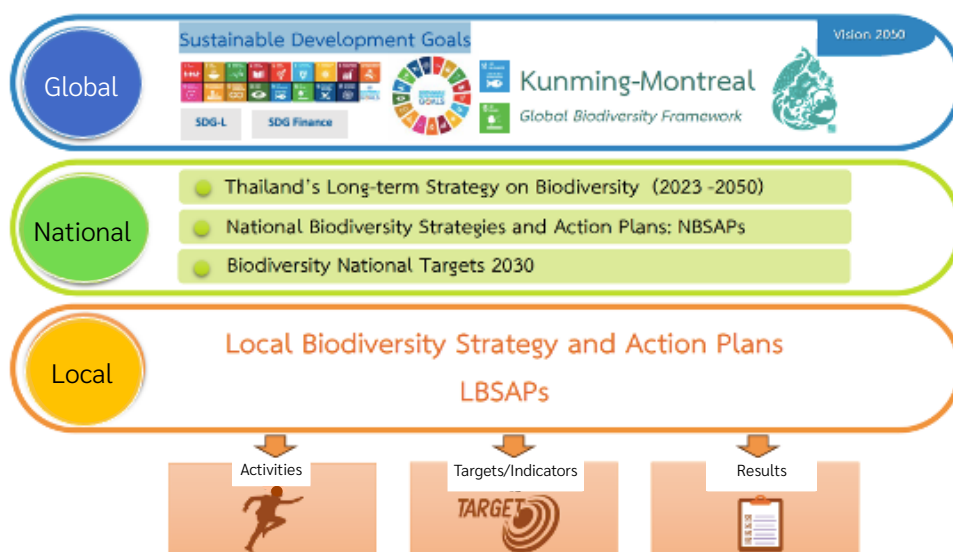 Vision 2050
Sustainable Development Goals
Global
SDG-L
SDG Finance
GOALS
Kunming-Montreal
Global Biodiversity Framework
National
Thailand's Long-term Strategy on Biodiversity (2023 -2050)
National Biodiversity Strategies and Action Plans: NBSAPs
Biodiversity National Targets 2030
Local
Local Biodiversity Strategy and Action Plans
LBSAPs
Activities
Targets/Indicators
Results
TARGET